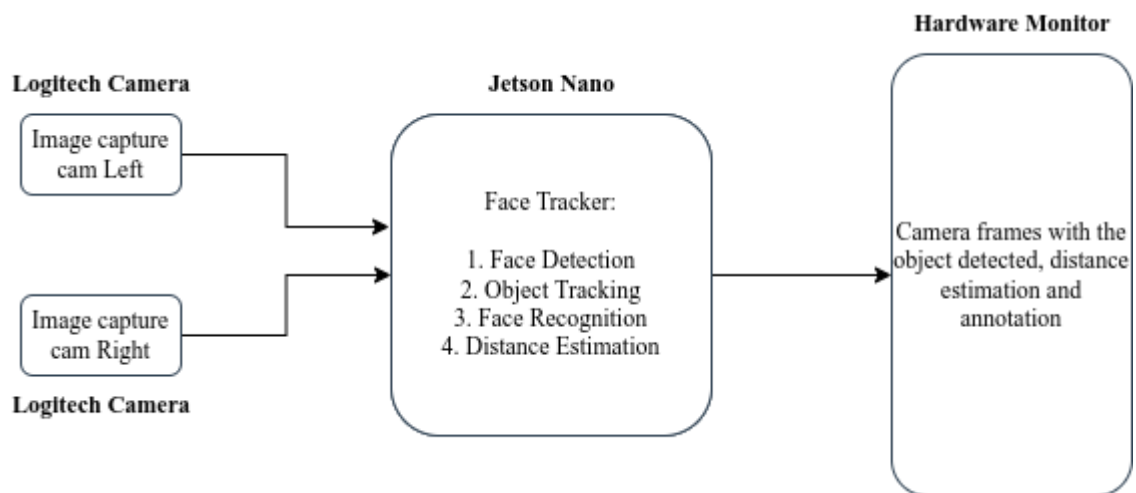 Logitech Camera
Image capture
cam Left
Image capture
cam Right
Logitech Camera
Jetson Nano
Face Tracker:
1. Face Detection
2. Object Tracking
3. Face Recognition
4. Distance Estimation
Hardware Monitor
Camera frames with the
object detected, distance
estimation and
annotation